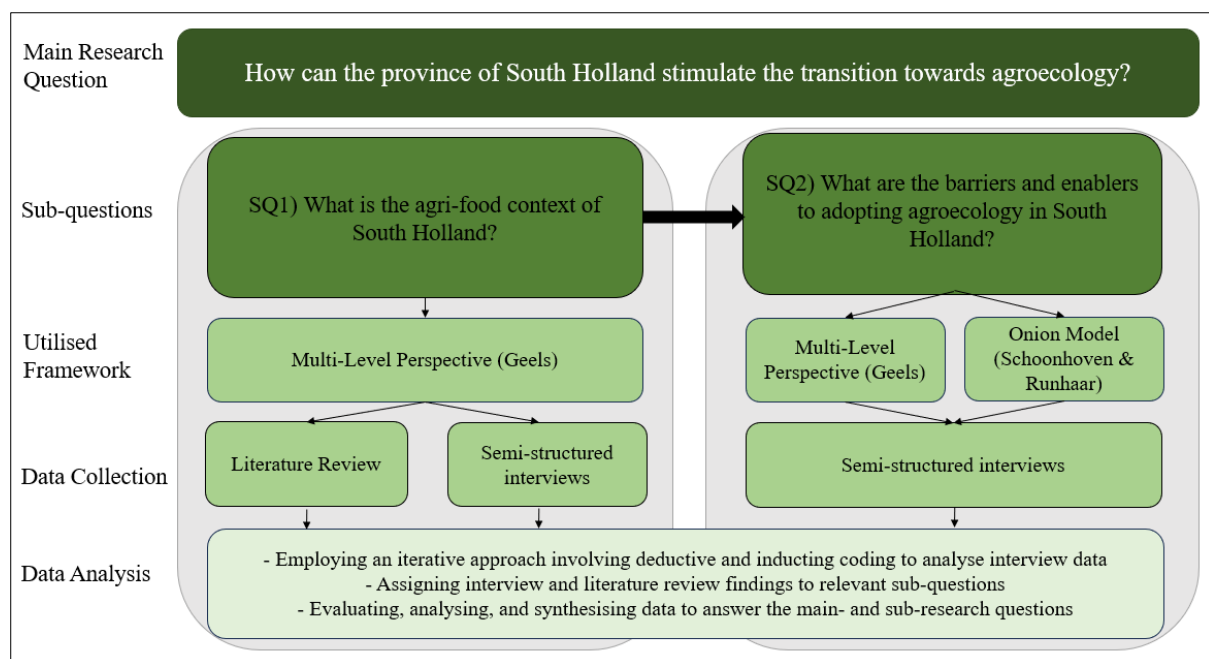 Main Research
Question
How can the province of South Holland stimulate the transition towards agroecology?
Sub-questions
SQ1) What is the agri-food context of
South Holland?
SQ2) What are the barriers and enablers
to adopting agroecology in South
Holland?
Utilised
Framework
Multi-Level Perspective (Geels)
Multi-Level
Perspective (Geels)
Onion Model
(Schoonhoven &
Runhaar)
Data Collection
Literature Review
Semi-structured
interviews
Semi-structured interviews
Data Analysis
- Employing an iterative approach involving deductive and inducting coding to analyse interview data
- Assigning interview and literature review findings to relevant sub-questions
- Evaluating, analysing, and synthesising data to answer the main- and sub-research questions